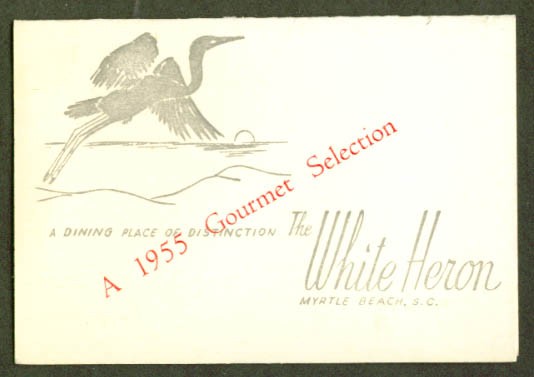 A DINING PLACE OF DISTINCTION
The White Heron
MYRTLE BEACH, S.C.
A 1955 Gourmet Selection